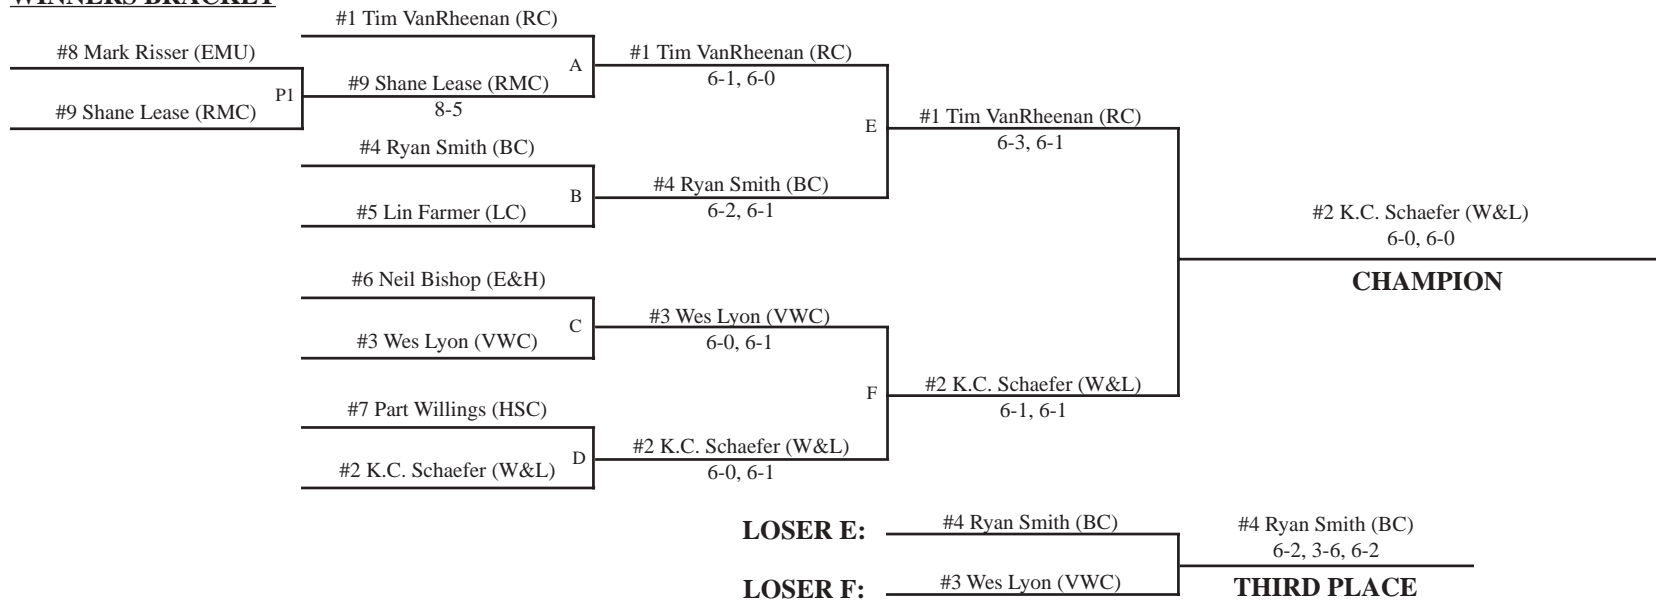 WINNERS BRACKET
#1 Tim VanRheenan (RC)
#8 Mark Risser (EMU)
P1
#9 Shane Lease (RMC)
#9 Shane Lease (RMC)
8-5
A
#1 Tim VanRheenan (RC)
6-1, 6-0
#4 Ryan Smith (BC)
B
#5 Lin Farmer (LC)
#4 Ryan Smith (BC)
6-2, 6-1
E
#1 Tim VanRheenan (RC)
6-3, 6-1
#6 Neil Bishop (E&H)
C
#3 Wes Lyon (VWC)
#3 Wes Lyon (VWC)
6-0, 6-1
#7 Part Willings (HSC)
D
#2 K.C. Schaefer (W&L)
#2 K.C. Schaefer (W&L)
6-0, 6-1
F
#2 K.C. Schaefer (W&L)
6-1, 6-1
#2 K.C. Schaefer (W&L)
6-0, 6-0
CHAMPION
LOSER E:
#4 Ryan Smith (BC)
LOSER F:
#3 Wes Lyon (VWC)
#4 Ryan Smith (BC)
6-2, 3-6, 6-2
THIRD PLACE